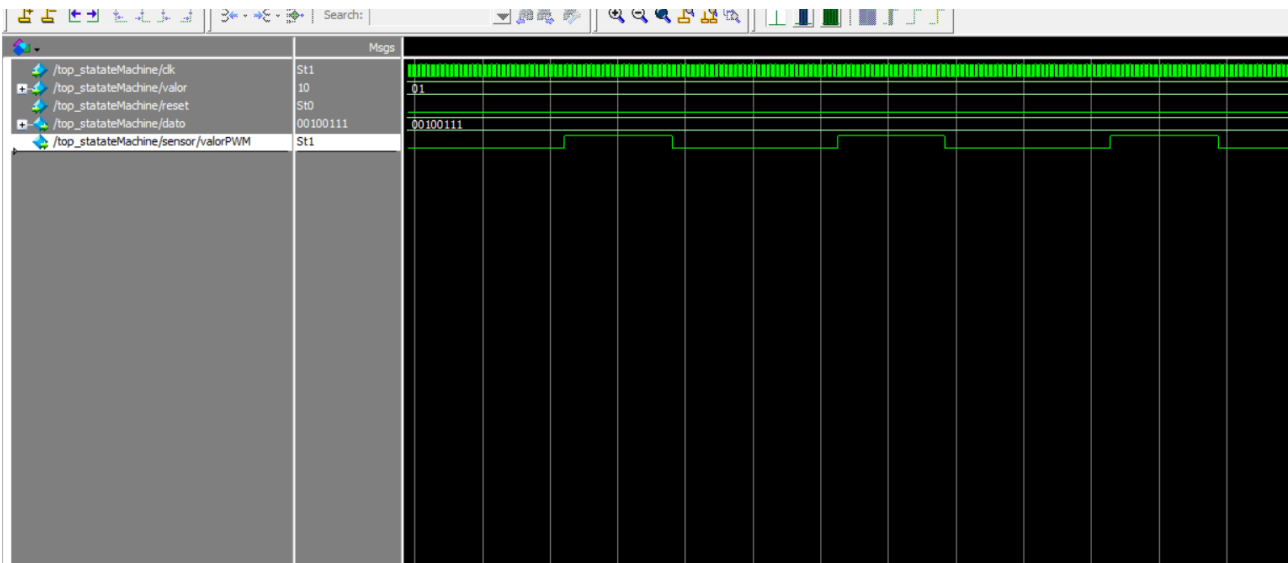 Search:
Msgs
/top_statateMachine/clk St1
/top_statateMachine/valor 10 01
/top_statateMachine/reset St0
/top_statateMachine/dato 00100111 00100111
/top_statateMachine/sensor/valorPWM St1